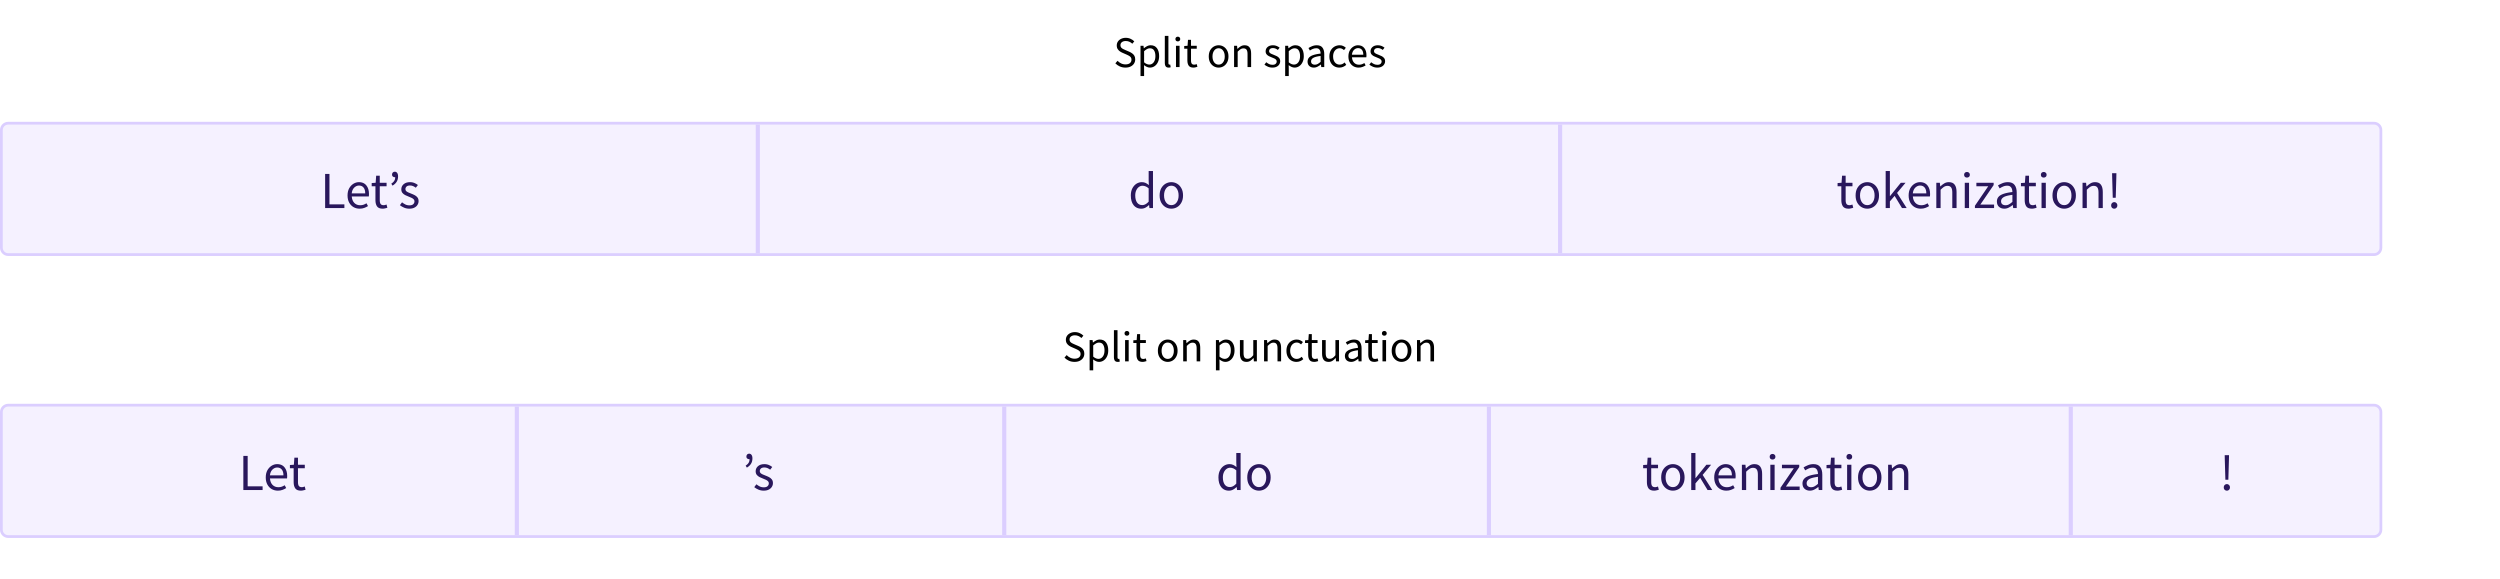 Split on spaces
Let’s do tokenization!
Split on punctuation
Let ’s do tokenization !